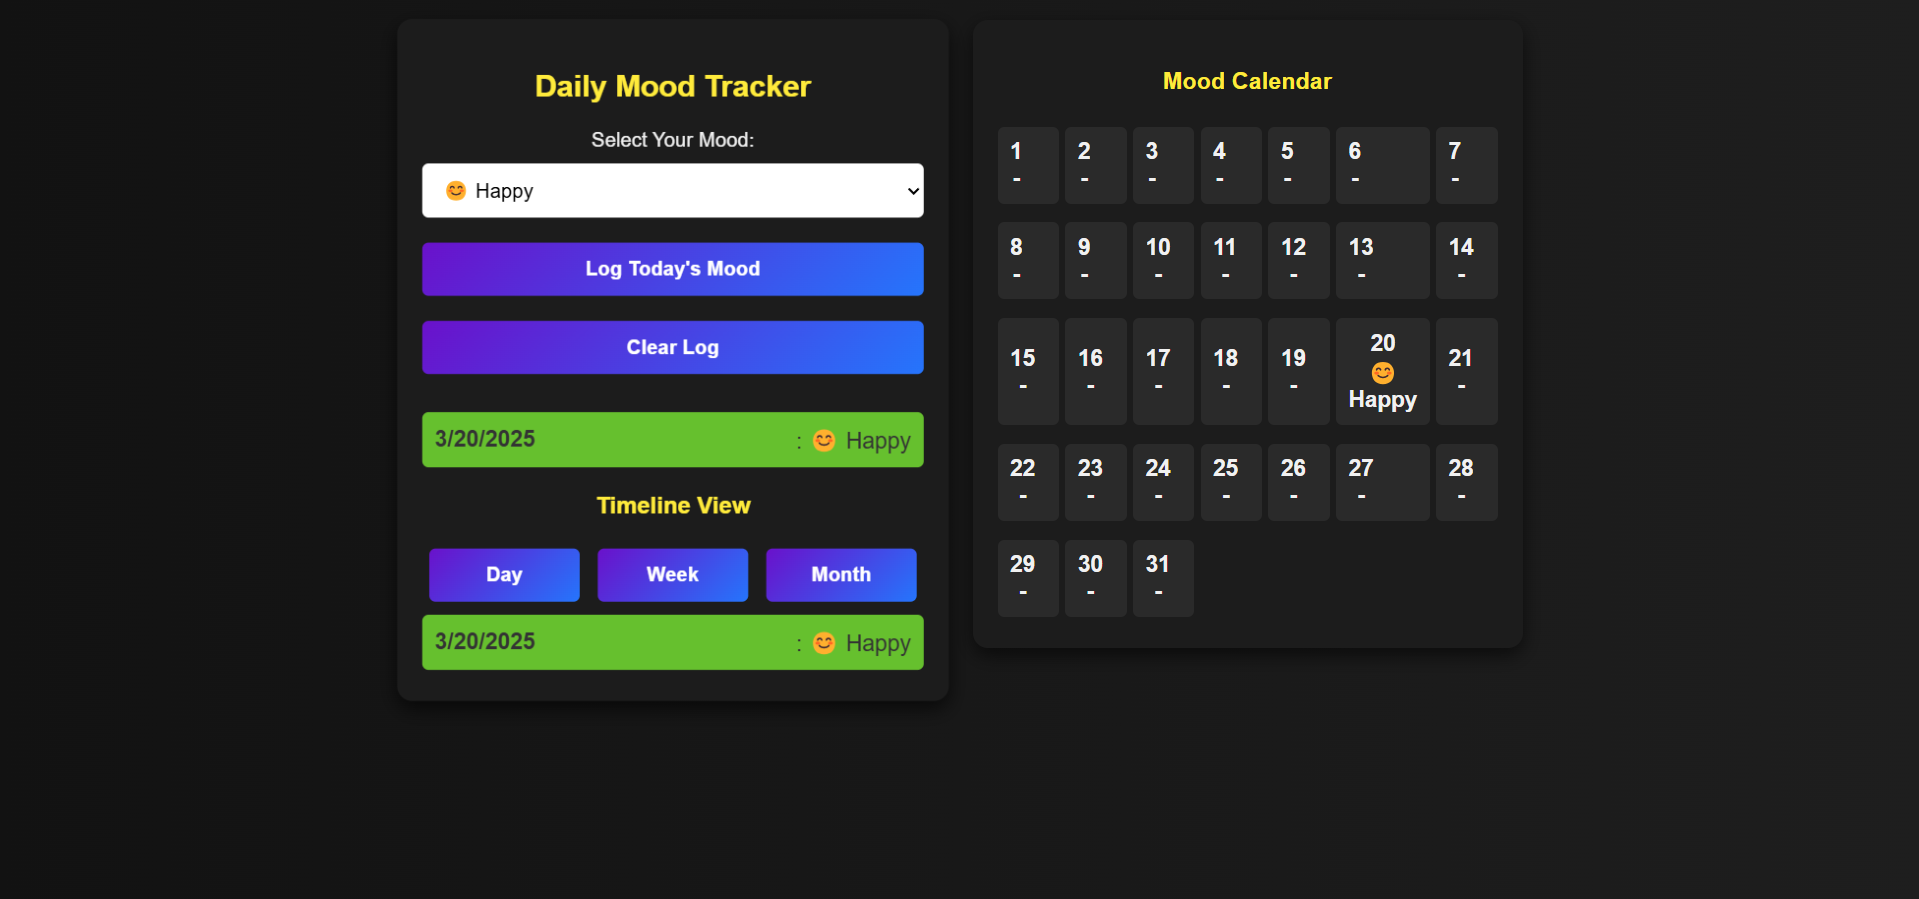 Daily Mood Tracker
Select Your Mood:
😊 Happy
Log Today's Mood
Clear Log
3/20/2025 : 😊 Happy
Timeline View
Day Week Month
3/20/2025 : 😊 Happy
Mood Calendar
1 2 3 4 5 6 7
- - - - - - -
8 9 10 11 12 13 14
- - - - - - -
15 16 17 18 19 20 21
- - - - - 😊 Happy -
22 23 24 25 26 27 28
- - - - - - -
29 30 31
- - -